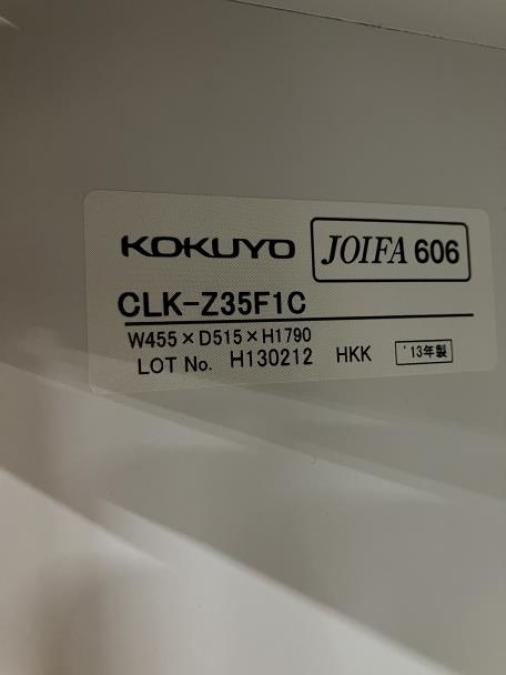 KOKUYO JOIFA 606
CLK-Z35F1C
W455×D515×H1790
LOT No. H130212 HKK '13年製